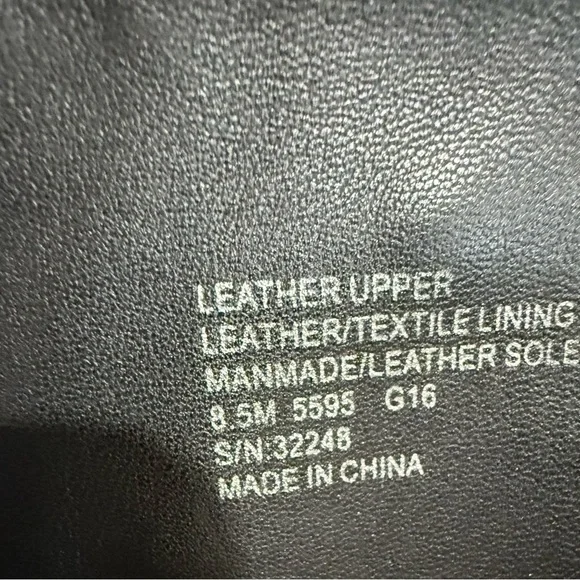 LEATHER UPPER
LEATHER/TEXTILE LINING
MANMADE/LEATHER SOLE
8.5M 5595 G16
S/N:32248
MADE IN CHINA